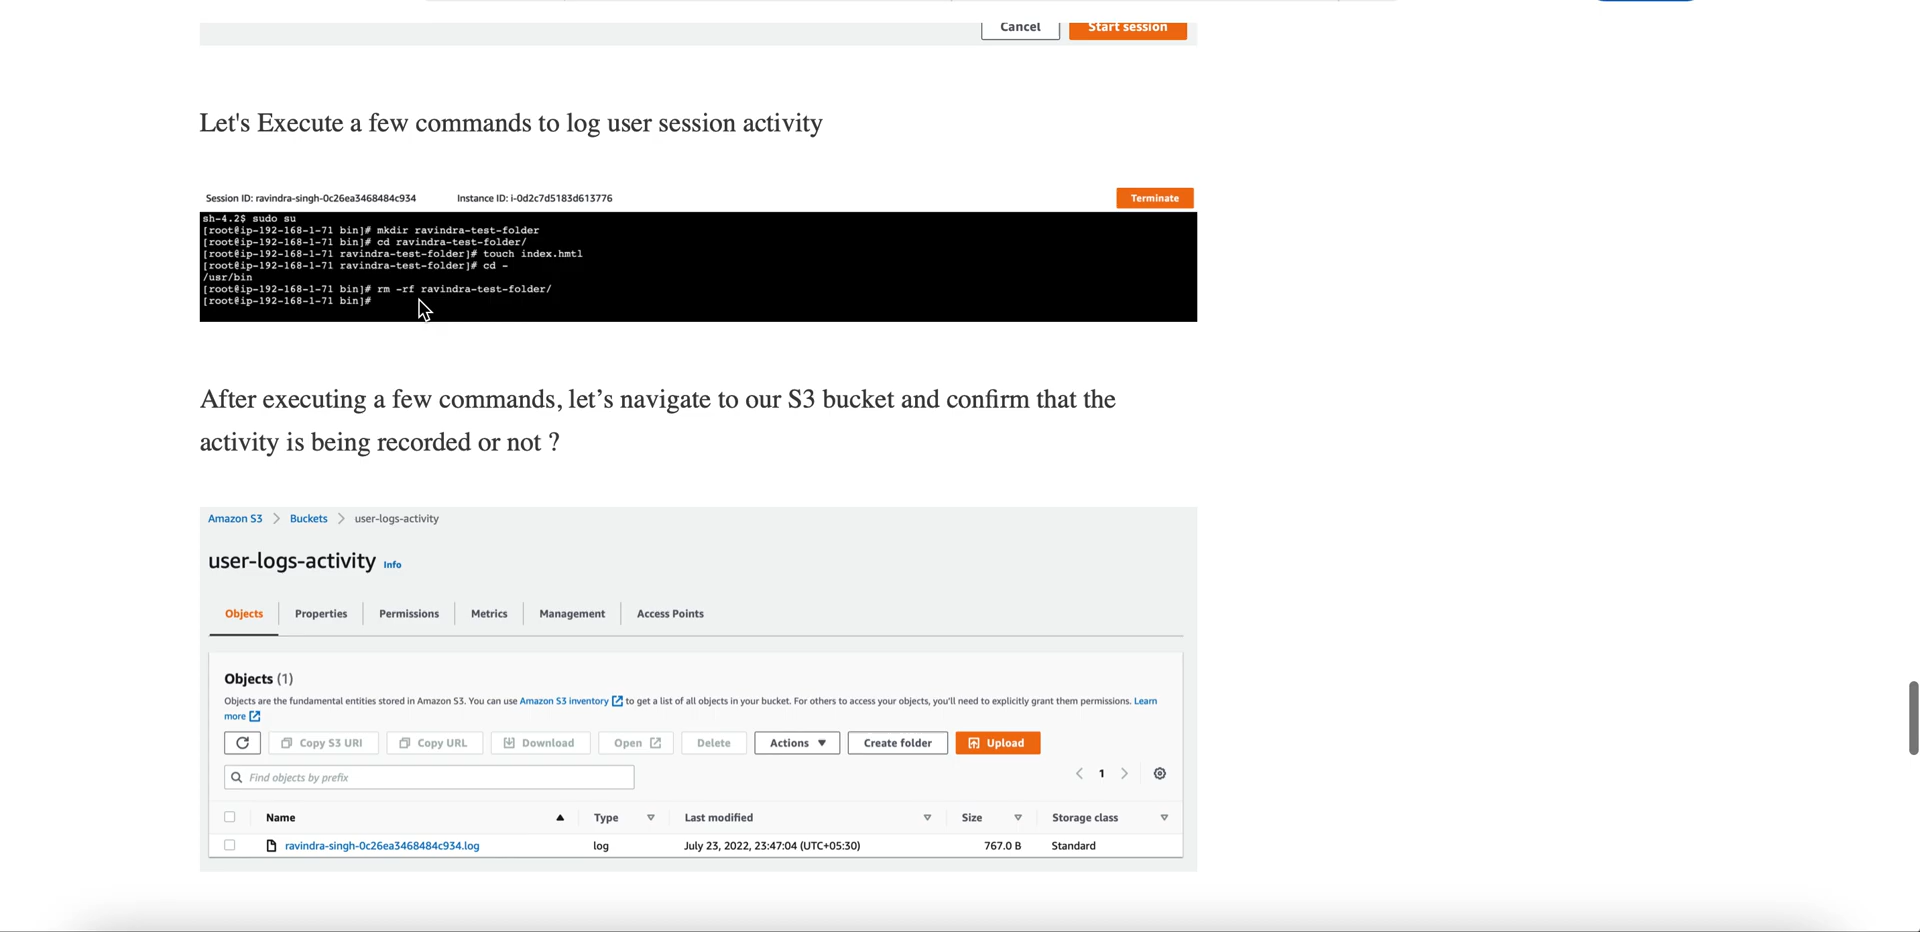 Cancel Start session
Let's Execute a few commands to log user session activity
Session ID: ravindra-singh-0c26ea3468484c934 Instance ID: i-0d2c7d5183d613776 Terminate
sh-4.2$ sudo su
[root@ip-192-168-1-71 bin]# mkdir ravindra-test-folder
[root@ip-192-168-1-71 bin]# cd ravindra-test-folder/
[root@ip-192-168-1-71 ravindra-test-folder]# touch index.hmtl
[root@ip-192-168-1-71 ravindra-test-folder]# cd -
/usr/bin
[root@ip-192-168-1-71 bin]# rm -rf ravindra-test-folder/
[root@ip-192-168-1-71 bin]#
After executing a few commands, let’s navigate to our S3 bucket and confirm that the
activity is being recorded or not ?
Amazon S3 > Buckets > user-logs-activity
user-logs-activity Info
Objects Properties Permissions Metrics Management Access Points
Objects (1)
Objects are the fundamental entities stored in Amazon S3. You can use Amazon S3 inventory to get a list of all objects in your bucket. For others to access your objects, you'll need to explicitly grant them permissions. Learn
more
Copy S3 URI Copy URL Download Open Delete Actions Create folder Upload
Find objects by prefix 1
Name Type Last modified Size Storage class
ravindra-singh-0c26ea3468484c934.log log July 23, 2022, 23:47:04 (UTC+05:30) 767.0 B Standard